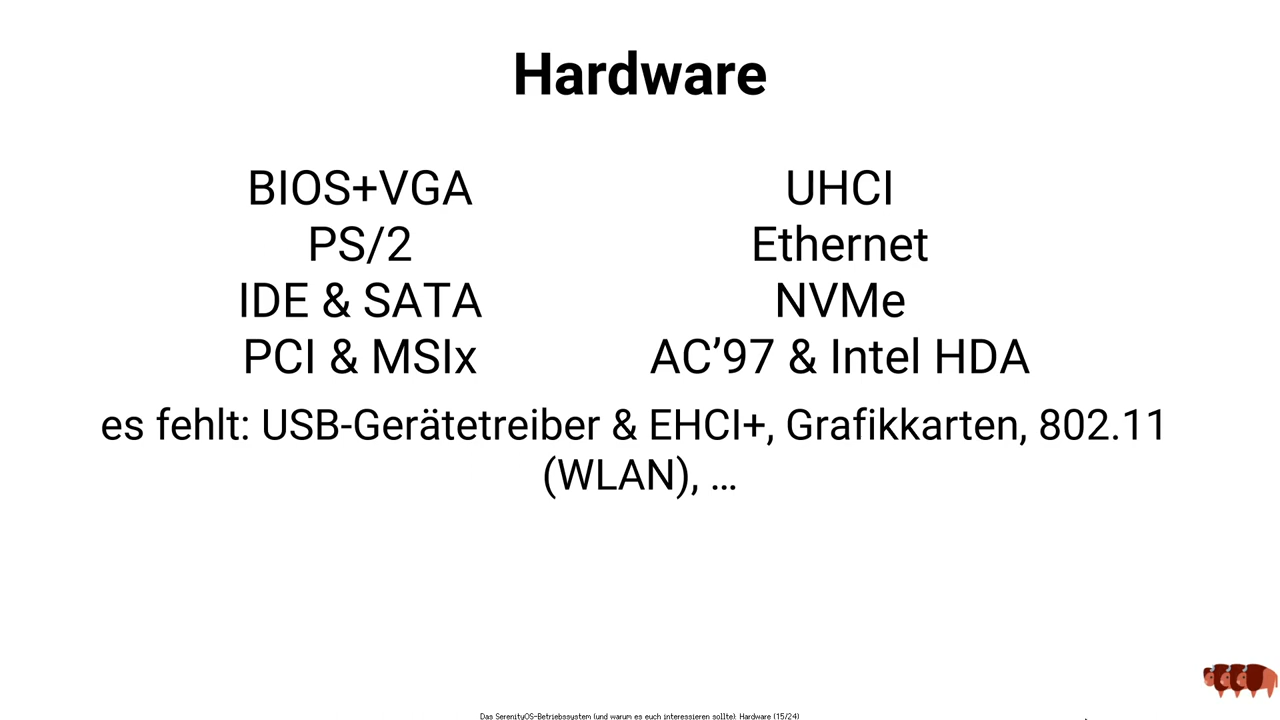 Hardware
BIOS+VGA
PS/2
IDE & SATA
PCI & MSIx
UHCI
Ethernet
NVMe
AC’97 & Intel HDA
es fehlt: USB-Gerätetreiber & EHCI+, Grafikkarten, 802.11
(WLAN), …
Das SerenityOS-Betriebssystem (und warum es euch interessieren sollte): Hardware (15/24)